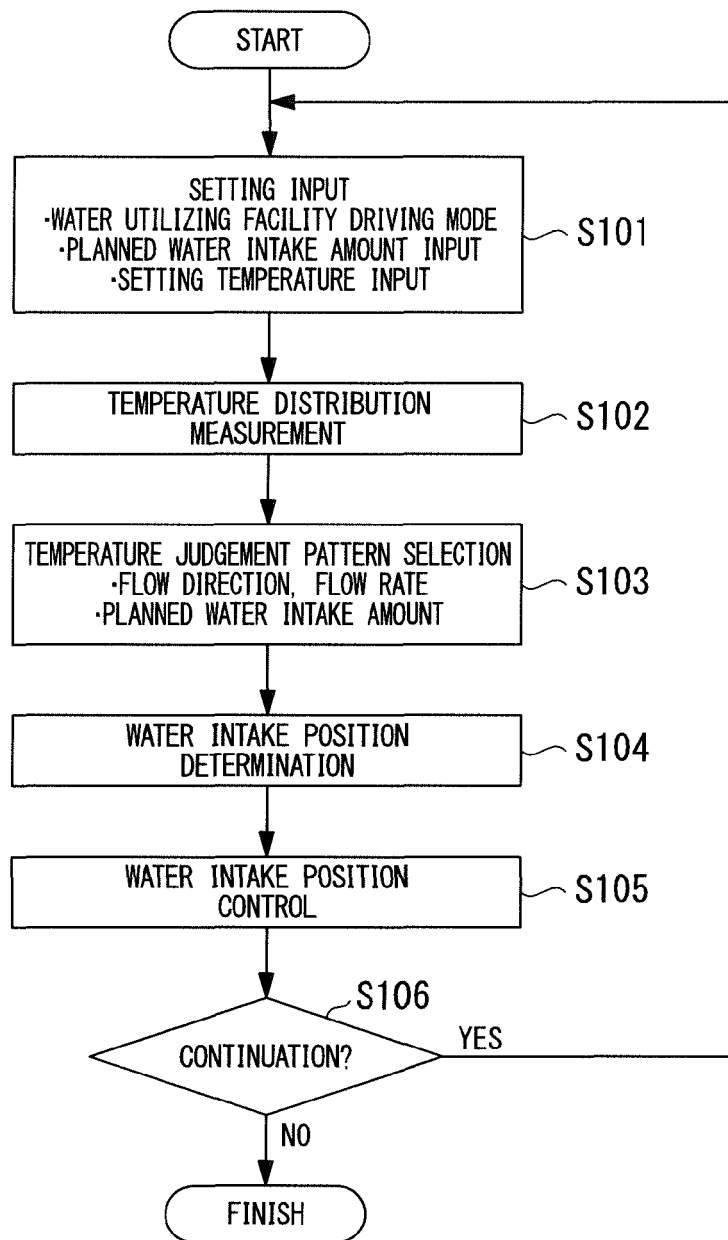 START
SETTING INPUT
·WATER UTILIZING FACILITY DRIVING MODE
·PLANNED WATER INTAKE AMOUNT INPUT
·SETTING TEMPERATURE INPUT
S101
TEMPERATURE DISTRIBUTION
MEASUREMENT
S102
TEMPERATURE JUDGEMENT PATTERN SELECTION
·FLOW DIRECTION, FLOW RATE
·PLANNED WATER INTAKE AMOUNT
S103
WATER INTAKE POSITION
DETERMINATION
S104
WATER INTAKE POSITION
CONTROL
S105
S106
CONTINUATION?
YES
NO
FINISH